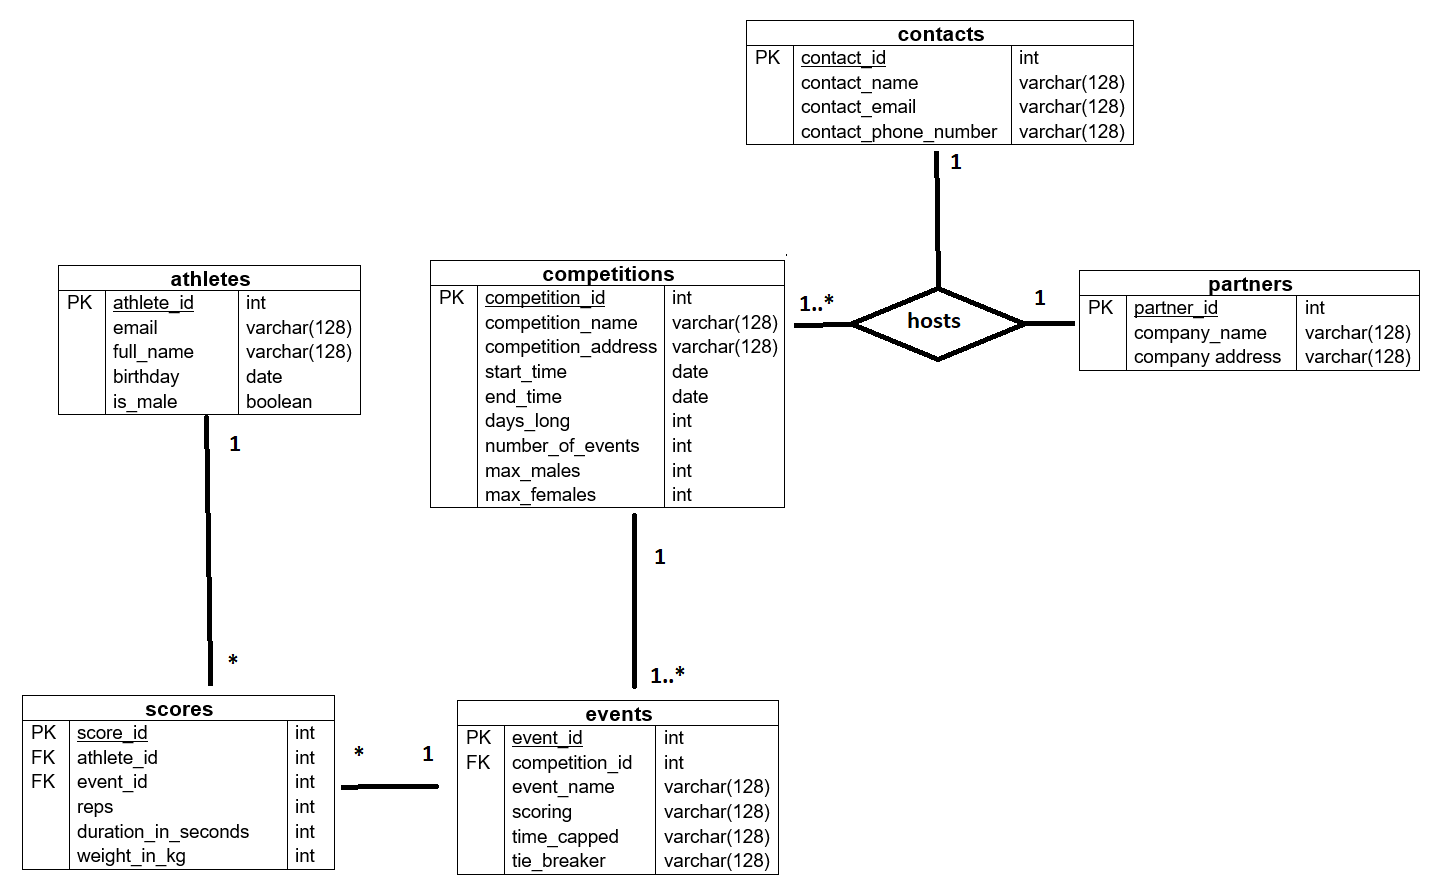 contacts
PK contact_id int
contact_name varchar(128)
contact_email varchar(128)
contact_phone_number varchar(128)
1
athletes
PK athlete_id int
email varchar(128)
full_name varchar(128)
birthday date
is_male boolean
1
*
competitions
PK competition_id int
competition_name varchar(128)
competition_address varchar(128)
start_time date
end_time date
days_long int
number_of_events int
max_males int
max_females int
1..*
hosts
1
partners
PK partner_id int
company_name varchar(128)
company address varchar(128)
1
1..*
scores
PK score_id int
FK athlete_id int
FK event_id int
reps int
duration_in_seconds int
weight_in_kg int
* 1
events
PK event_id int
FK competition_id int
event_name varchar(128)
scoring varchar(128)
time_capped varchar(128)
tie_breaker varchar(128)